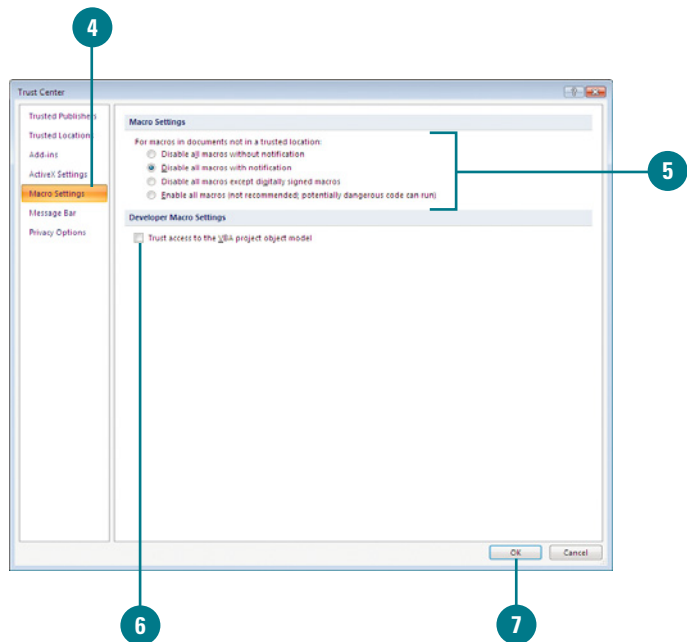 4
Trust Center
Trusted Publishers
Trusted Locations
Add-ins
ActiveX Settings
Macro Settings
Message Bar
Privacy Options
Macro Settings
For macros in documents not in a trusted location:
Disable all macros without notification
Disable all macros with notification
Disable all macros except digitally signed macros
Enable all macros (not recommended; potentially dangerous code can run)
5
Developer Macro Settings
Trust access to the VBA project object model
OK
Cancel
6
7